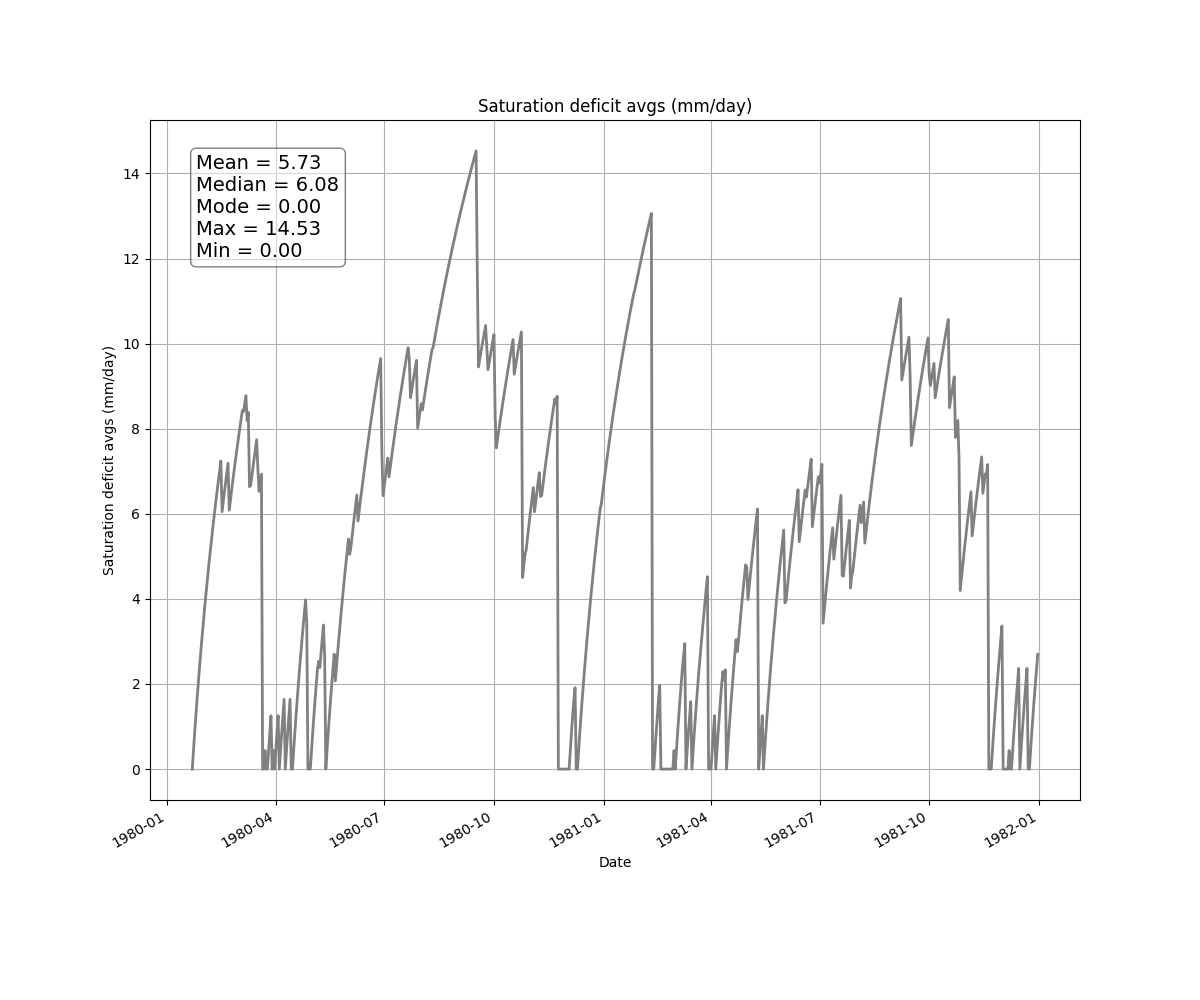 Saturation deficit avgs (mm/day)
Mean = 5.73
Median = 6.08
Mode = 0.00
Max = 14.53
Min = 0.00
Saturation deficit avgs (mm/day)
14
12
10
8
6
4
2
0
1980-01
1980-04
1980-07
1980-10
1981-01
1981-04
1981-07
1981-10
1982-01
Date